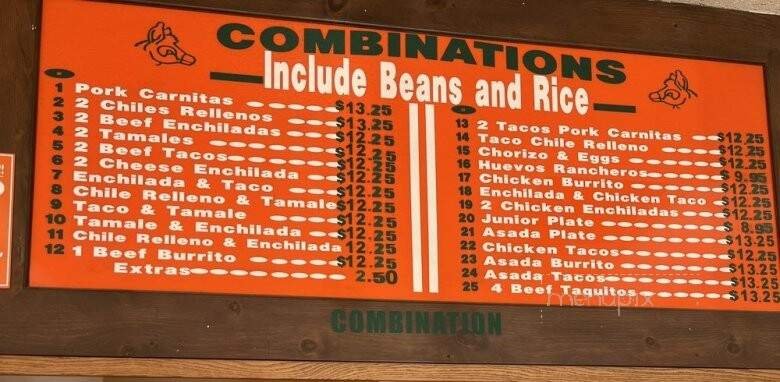 COMBINATIONS
Include Beans and Rice
1 Pork Carnitas $13.25
2 2 Chiles Rellenos $13.25
3 2 Beef Enchiladas $12.25
4 2 Tamales $12.25
5 2 Beef Tacos $12.25
6 2 Cheese Enchilada $12.25
7 Enchilada & Taco $12.25
8 Chile Relleno & Tamale $12.25
9 Taco & Tamale $12.25
10 Tamale & Enchilada $12.25
11 Chile Relleno & Enchilada 12.25
12 1 Beef Burrito $12.25
Extras 2.50
13 2 Tacos Pork Carnitas $12.25
14 Taco Chile Relleno $12.25
15 Chorizo & Eggs $12.25
16 Huevos Rancheros $ 9.95
17 Chicken Burrito $12.25
18 Enchilada & Chicken Taco $12.25
19 2 Chicken Enchiladas $12.25
20 Junior Plate $ 8.95
21 Asada Plate $13.25
22 Chicken Tacos $12.25
23 Asada Burrito $13.25
24 Asada Tacos $13.25
25 4 Beef Taquitos $13.25
menupix
COMBINATION